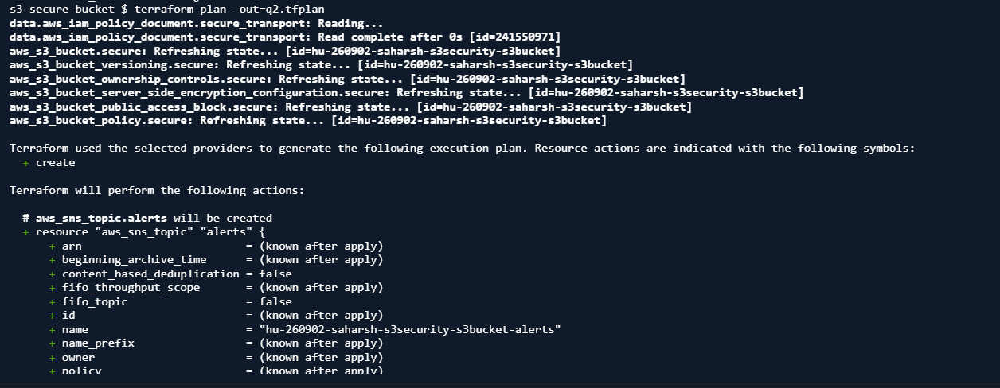 s3-secure-bucket $ terraform plan -out=q2.tfplan
data.aws_iam_policy_document.secure_transport: Reading...
data.aws_iam_policy_document.secure_transport: Read complete after 0s [id=241550971]
aws_s3_bucket.secure: Refreshing state... [id=hu-260902-saharsh-s3security-s3bucket]
aws_s3_bucket_versioning.secure: Refreshing state... [id=hu-260902-saharsh-s3security-s3bucket]
aws_s3_bucket_ownership_controls.secure: Refreshing state... [id=hu-260902-saharsh-s3security-s3bucket]
aws_s3_bucket_server_side_encryption_configuration.secure: Refreshing state... [id=hu-260902-saharsh-s3security-s3bucket]
aws_s3_bucket_public_access_block.secure: Refreshing state... [id=hu-260902-saharsh-s3security-s3bucket]
aws_s3_bucket_policy.secure: Refreshing state... [id=hu-260902-saharsh-s3security-s3bucket]
Terraform used the selected providers to generate the following execution plan. Resource actions are indicated with the following symbols:
+ create
Terraform will perform the following actions:
# aws_sns_topic.alerts will be created
+ resource "aws_sns_topic" "alerts" {
+ arn = (known after apply)
+ beginning_archive_time = (known after apply)
+ content_based_deduplication = false
+ fifo_throughput_scope = (known after apply)
+ fifo_topic = false
+ id = (known after apply)
+ name = "hu-260902-saharsh-s3security-s3bucket-alerts"
+ name_prefix = (known after apply)
+ owner = (known after apply)
+ policy = (known after apply)